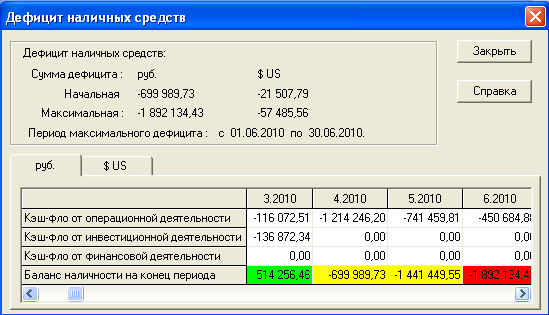 Дефицит наличных средств
Дефицит наличных средств:
Закрыть
Сумма дефицита : руб. $ US
Начальная -699 989,73 -21 507,79
Справка
Максимальная : -1 892 134,43 -57 485,56
Период максимального дефицита : с 01.06.2010 по 30.06.2010.
руб. $ US
3.2010 4.2010 5.2010 6.2010
Кэш-фло от операционной деятельности -116 072,51 -1 214 246,20 -741 459,81 -450 684,8
Кэш-фло от инвестиционной деятельности -136 872,34 0,00 0,00 0,0
Кэш-фло от финансовой деятельности 0,00 0,00 0,00 0,0
Баланс наличности на конец периода 514 256,46 -699 989,73 -1 441 449,55 -1 892 134,4